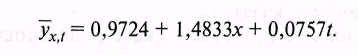 ȳx,t = 0,9724 + 1,4833x + 0,0757t.